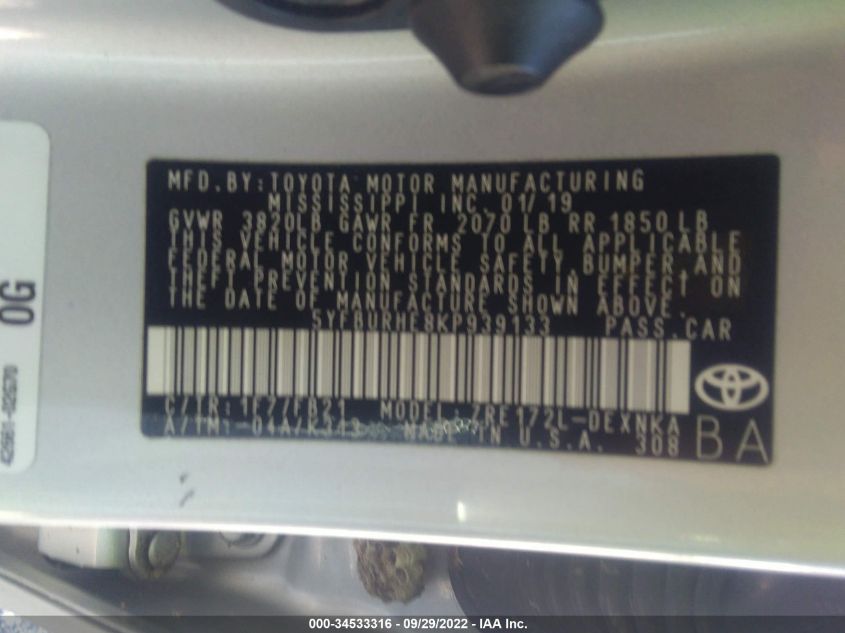 MFD. BY: TOYOTA MOTOR MANUFACTURING
MISSISSIPPI INC. 01/19
GVWR 3820LB GAWR FR 2070 LB RR 1850 LB
THIS VEHICLE CONFORMS TO ALL APPLICABLE
FEDERAL MOTOR VEHICLE SAFETY, BUMPER, AND
THEFT PREVENTION STANDARDS IN EFFECT ON
THE DATE OF MANUFACTURE SHOWN ABOVE.
5YFBURHE8KP939133 PASS. CAR
C/TR: 1F7/FB21 MODEL: ZRE172L-DEXNKA
A/TM: -04A/K313 MADE IN U.S.A. 308
BA
0G
000-34533316 - 09/29/2022 - IAA Inc.